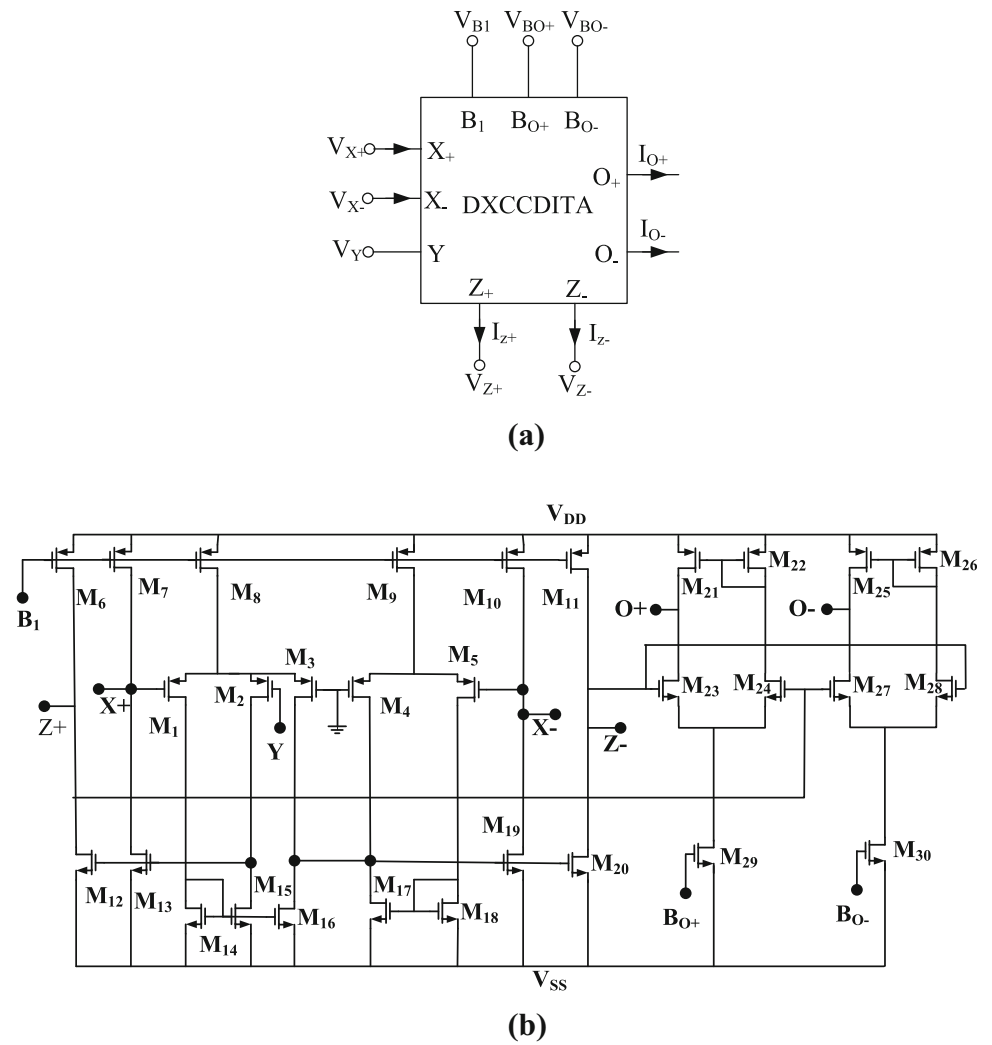 V_B1 V_BO+ V_BO-
B_1 B_O+ B_O-
V_X+ X_+
I_O+
O_+
V_X- X_- DXCCDITA
I_O-
V_Y Y O_-
Z_+ Z_-
I_z+ I_z-
V_Z+ V_Z-
(a)
V_DD
M_6 M_7 M_8 M_9 M_10 M_11 M_21 M_22 M_25 M_26
B_1
O+ O-
M_3 M_5
X+ M_1 M_2 M_4 X- M_23 M_24 M_27 M_28
Z+ Y Z-
M_19
M_12 M_13 M_15 M_17 M_20 M_29 M_30
M_14 M_16 M_18 B_O+ B_O-
V_SS
(b)